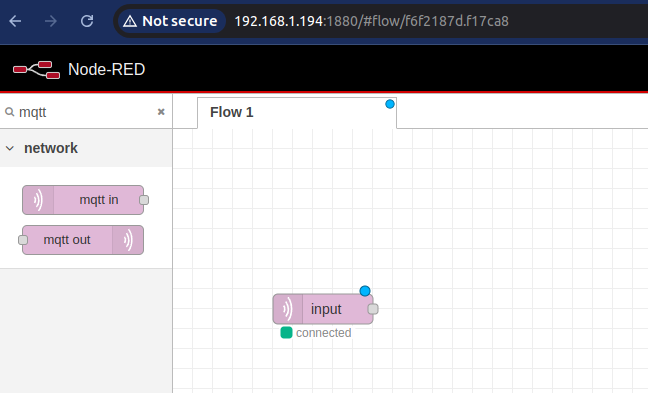 Not secure 192.168.1.194:1880/#flow/f6f2187d.f17ca8
Node-RED
mqtt
Flow 1
network
mqtt in
mqtt out
input
connected